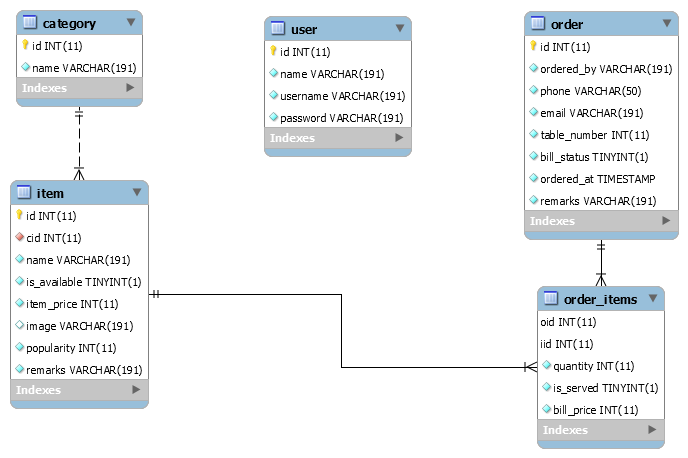 category
id INT(11)
name VARCHAR(191)
Indexes
user
id INT(11)
name VARCHAR(191)
username VARCHAR(191)
password VARCHAR(191)
Indexes
order
id INT(11)
ordered_by VARCHAR(191)
phone VARCHAR(50)
email VARCHAR(191)
table_number INT(11)
bill_status TINYINT(1)
ordered_at TIMESTAMP
remarks VARCHAR(191)
Indexes
item
id INT(11)
cid INT(11)
name VARCHAR(191)
is_available TINYINT(1)
item_price INT(11)
image VARCHAR(191)
popularity INT(11)
remarks VARCHAR(191)
Indexes
order_items
oid INT(11)
iid INT(11)
quantity INT(11)
is_served TINYINT(1)
bill_price INT(11)
Indexes